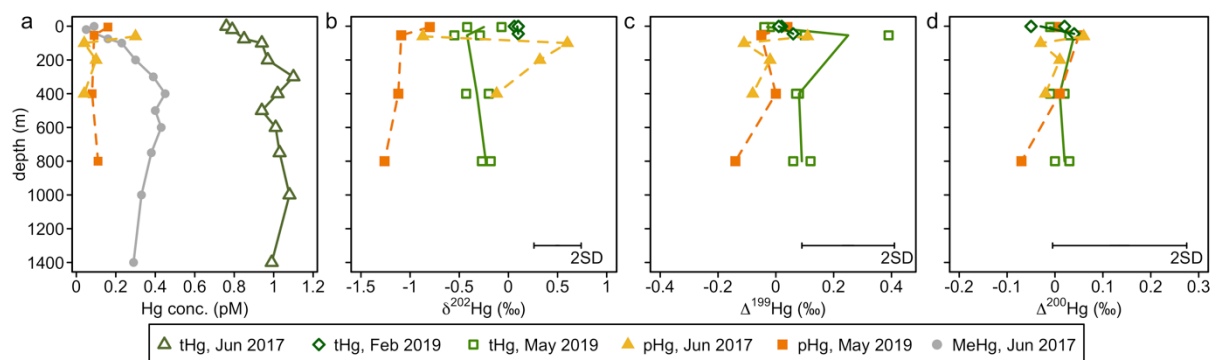 a b c d
0
200
400
600
800
1000
1200
1400
depth (m)
0 0.2 0.4 0.6 0.8 1 1.2
Hg conc. (pM)
-1.5 -1 -0.5 0 0.5 1
δ²⁰²Hg (‰)
2SD
-0.4 -0.2 0 0.2 0.4
Δ¹⁹⁹Hg (‰)
2SD
-0.2 -0.1 0 0.1 0.2 0.3
Δ²⁰⁰Hg (‰)
2SD
tHg, Jun 2017 tHg, Feb 2019 tHg, May 2019 pHg, Jun 2017 pHg, May 2019 MeHg, Jun 2017